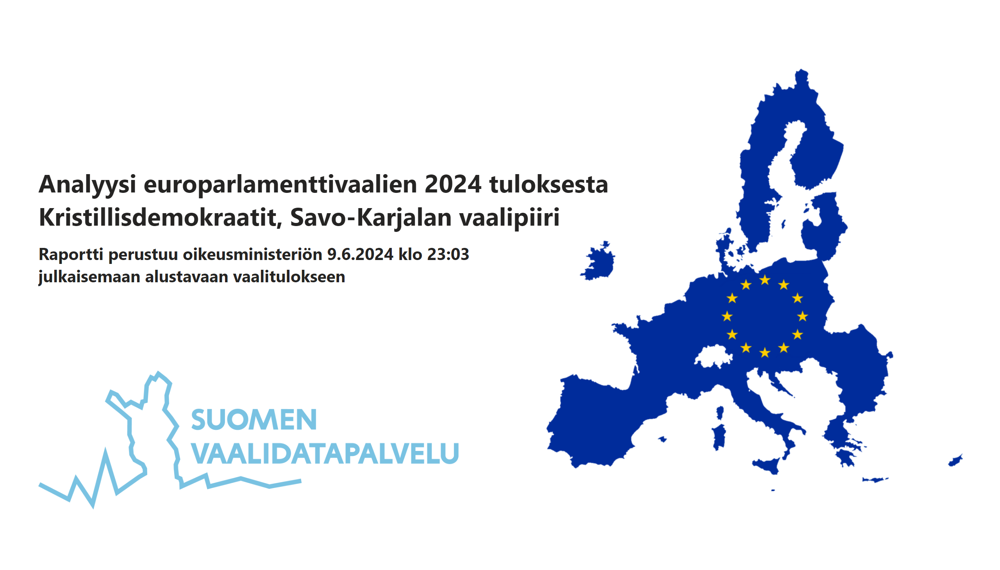 Analyysi europarlamenttivaalien 2024 tuloksesta
Kristillisdemokraatit, Savo-Karjalan vaalipiiri
Raportti perustuu oikeusministeriön 9.6.2024 klo 23:03
julkaisemaan alustavaan vaalitulokseen
SUOMEN
VAALIDATAPALVELU